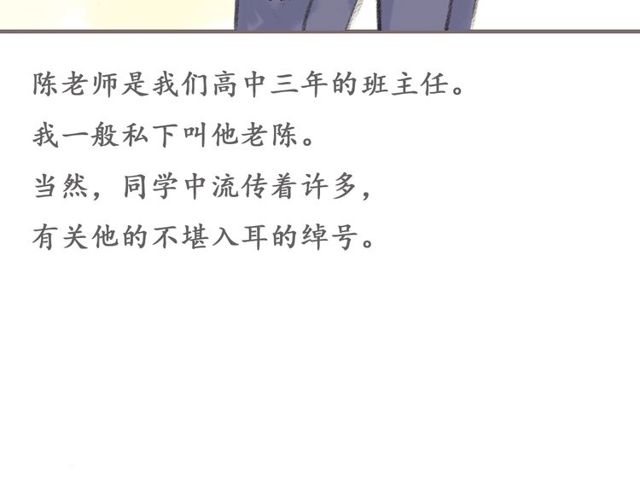 陈老师是我们高中三年的班主任。
我一般私下叫他老陈。
当然，同学中流传着许多，
有关他的不堪入耳的绰号。